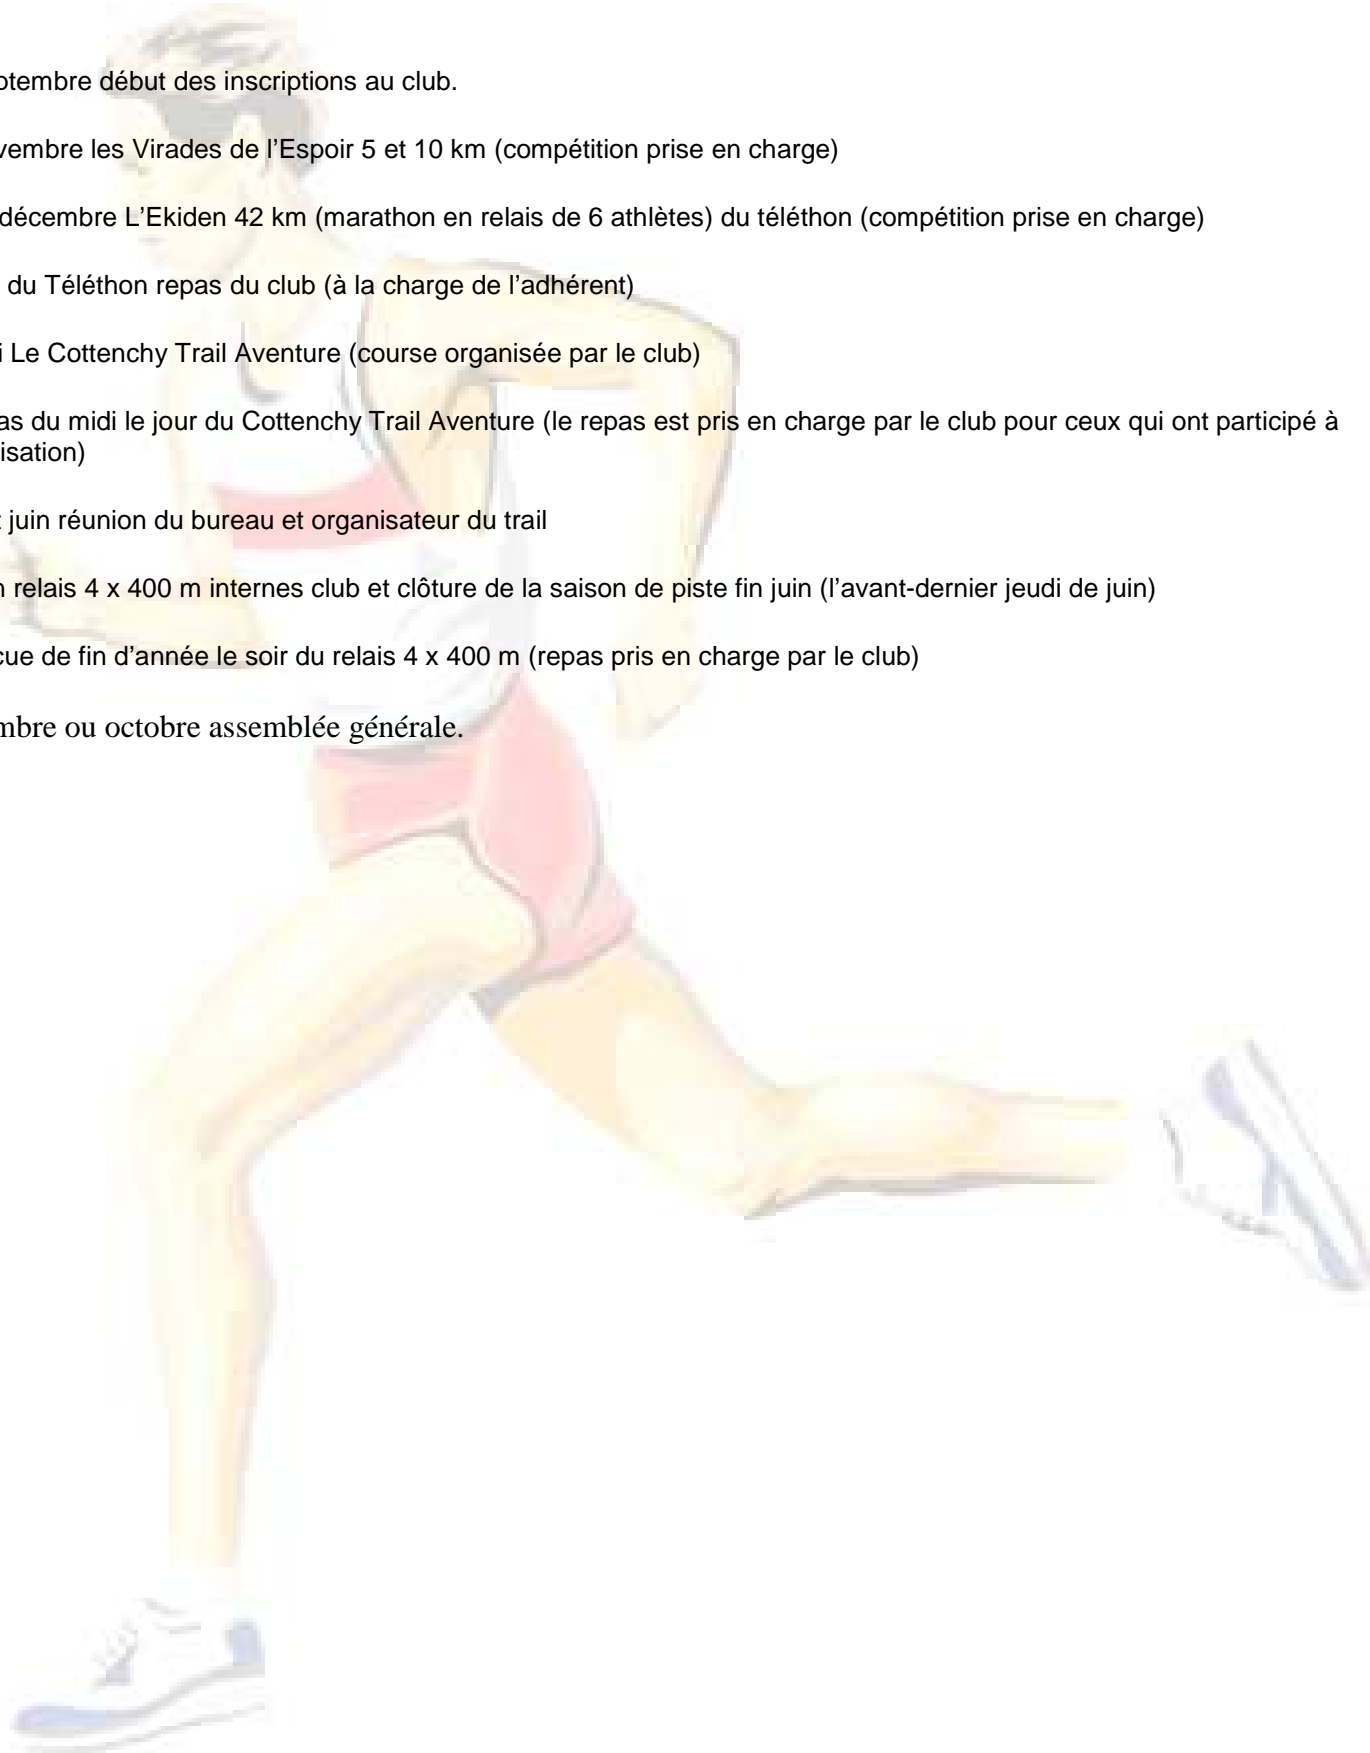 otembre début des inscriptions au club.
vembre les Virades de l'Espoir 5 et 10 km (compétition prise en charge)
décembre L'Ekiden 42 km (marathon en relais de 6 athlètes) du téléthon (compétition prise en charge)
du Téléthon repas du club (à la charge de l'adhérent)
i Le Cottenchy Trail Aventure (course organisée par le club)
as du midi le jour du Cottenchy Trail Aventure (le repas est pris en charge par le club pour ceux qui ont participé à
isation)
t juin réunion du bureau et organisateur du trail
n relais 4 x 400 m internes club et clôture de la saison de piste fin juin (l'avant-dernier jeudi de juin)
cue de fin d'année le soir du relais 4 x 400 m (repas pris en charge par le club)
mbre ou octobre assemblée générale.